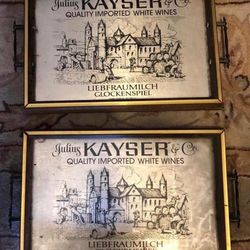 Julius KAYSER & Co.
QUALITY IMPORTED WHITE WINES
LIEBFRAUMILCH
GLOCKENSPIEL
Julius KAYSER & Co.
QUALITY IMPORTED WHITE WINES
LIEBFRAUMILCH